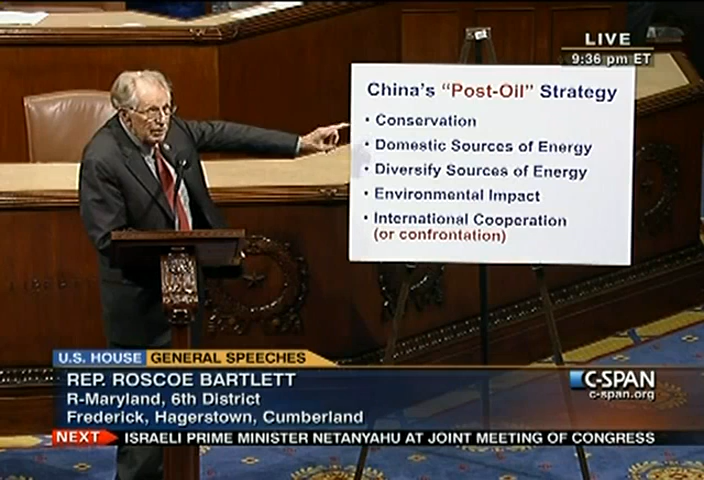 LIVE
9:36 pm ET
China's "Post-Oil" Strategy
• Conservation
• Domestic Sources of Energy
• Diversify Sources of Energy
• Environmental Impact
• International Cooperation
(or confrontation)
U.S. HOUSE GENERAL SPEECHES
REP. ROSCOE BARTLETT
R-Maryland, 6th District
Frederick, Hagerstown, Cumberland
C-SPAN
c-span.org
NEXT ISRAELI PRIME MINISTER NETANYAHU AT JOINT MEETING OF CONGRESS